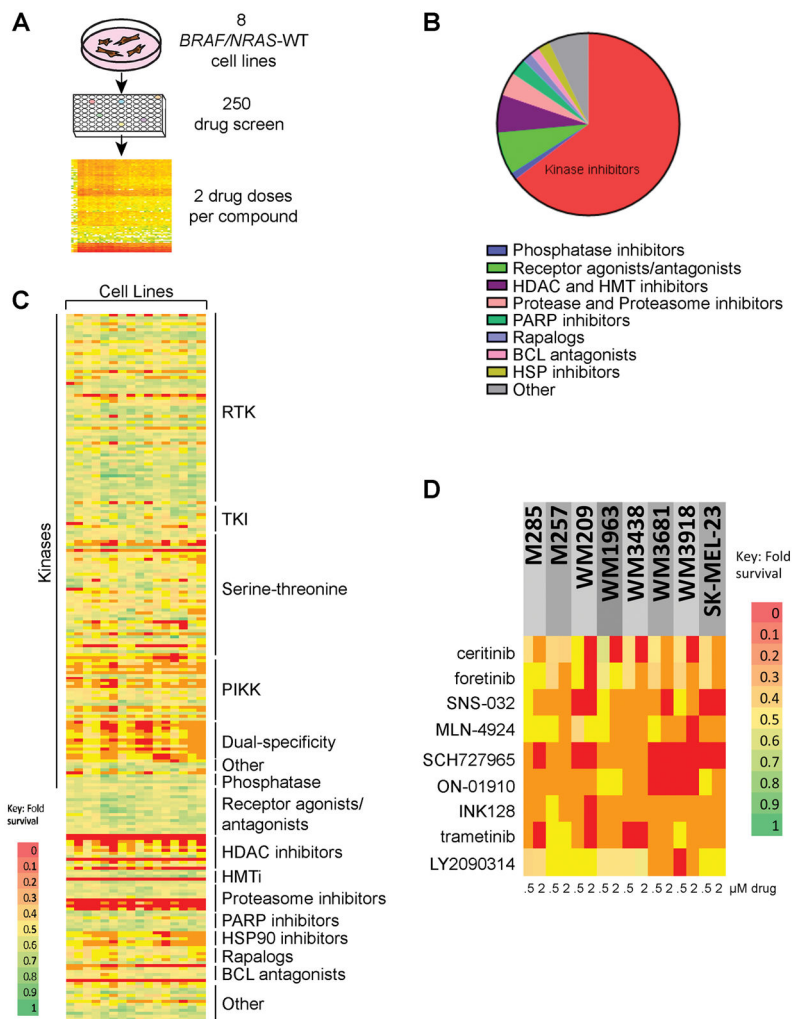 A
8
BRAF/NRAS-WT
cell lines
250
drug screen
2 drug doses
per compound
B
Kinase inhibitors
Phosphatase inhibitors
Receptor agonists/antagonists
HDAC and HMT inhibitors
Protease and Proteasome inhibitors
PARP inhibitors
Rapalogs
BCL antagonists
HSP inhibitors
Other
C
Cell Lines
Kinases
RTK
TKI
Serine-threonine
PIKK
Dual-specificity
Other
Phosphatase
Receptor agonists/
antagonists
HDAC inhibitors
HMTi
Proteasome inhibitors
PARP inhibitors
HSP90 inhibitors
Rapalogs
BCL antagonists
Other
Key: Fold
survival
0
0.1
0.2
0.3
0.4
0.5
0.6
0.7
0.8
0.9
1
D
M285
M257
WM209
WM1963
WM3438
WM3681
WM3918
SK-MEL-23
ceritinib
foretinib
SNS-032
MLN-4924
SCH727965
ON-01910
INK128
trametinib
LY2090314
.5 2 .5 2 .5 2 .5 2 .5 2 .5 2 .5 2 .5 2 µM drug
Key: Fold
survival
0
0.1
0.2
0.3
0.4
0.5
0.6
0.7
0.8
0.9
1